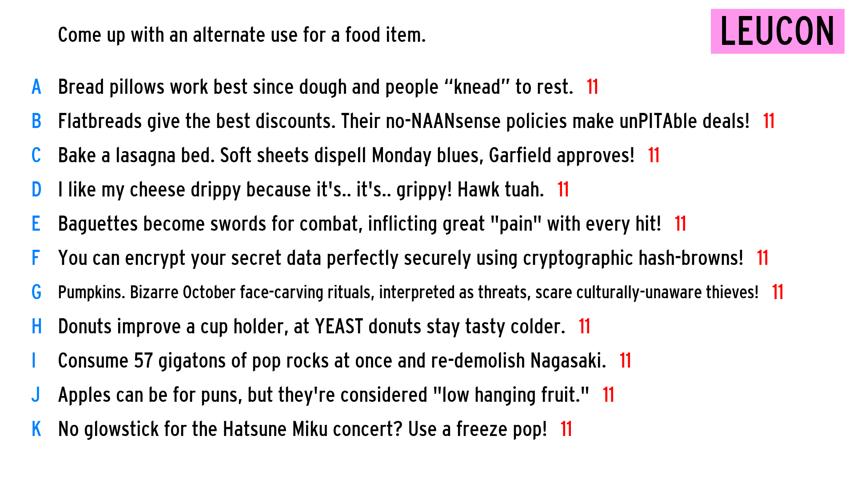 Come up with an alternate use for a food item.
LEUCON
A Bread pillows work best since dough and people “knead” to rest. 11
B Flatbreads give the best discounts. Their no-NAANsense policies make unPITAble deals! 11
C Bake a lasagna bed. Soft sheets dispell Monday blues, Garfield approves! 11
D I like my cheese drippy because it's.. it's.. grippy! Hawk tuah. 11
E Baguettes become swords for combat, inflicting great "pain" with every hit! 11
F You can encrypt your secret data perfectly securely using cryptographic hash-browns! 11
G Pumpkins. Bizarre October face-carving rituals, interpreted as threats, scare culturally-unaware thieves! 11
H Donuts improve a cup holder, at YEAST donuts stay tasty colder. 11
I Consume 57 gigatons of pop rocks at once and re-demolish Nagasaki. 11
J Apples can be for puns, but they're considered "low hanging fruit." 11
K No glowstick for the Hatsune Miku concert? Use a freeze pop! 11